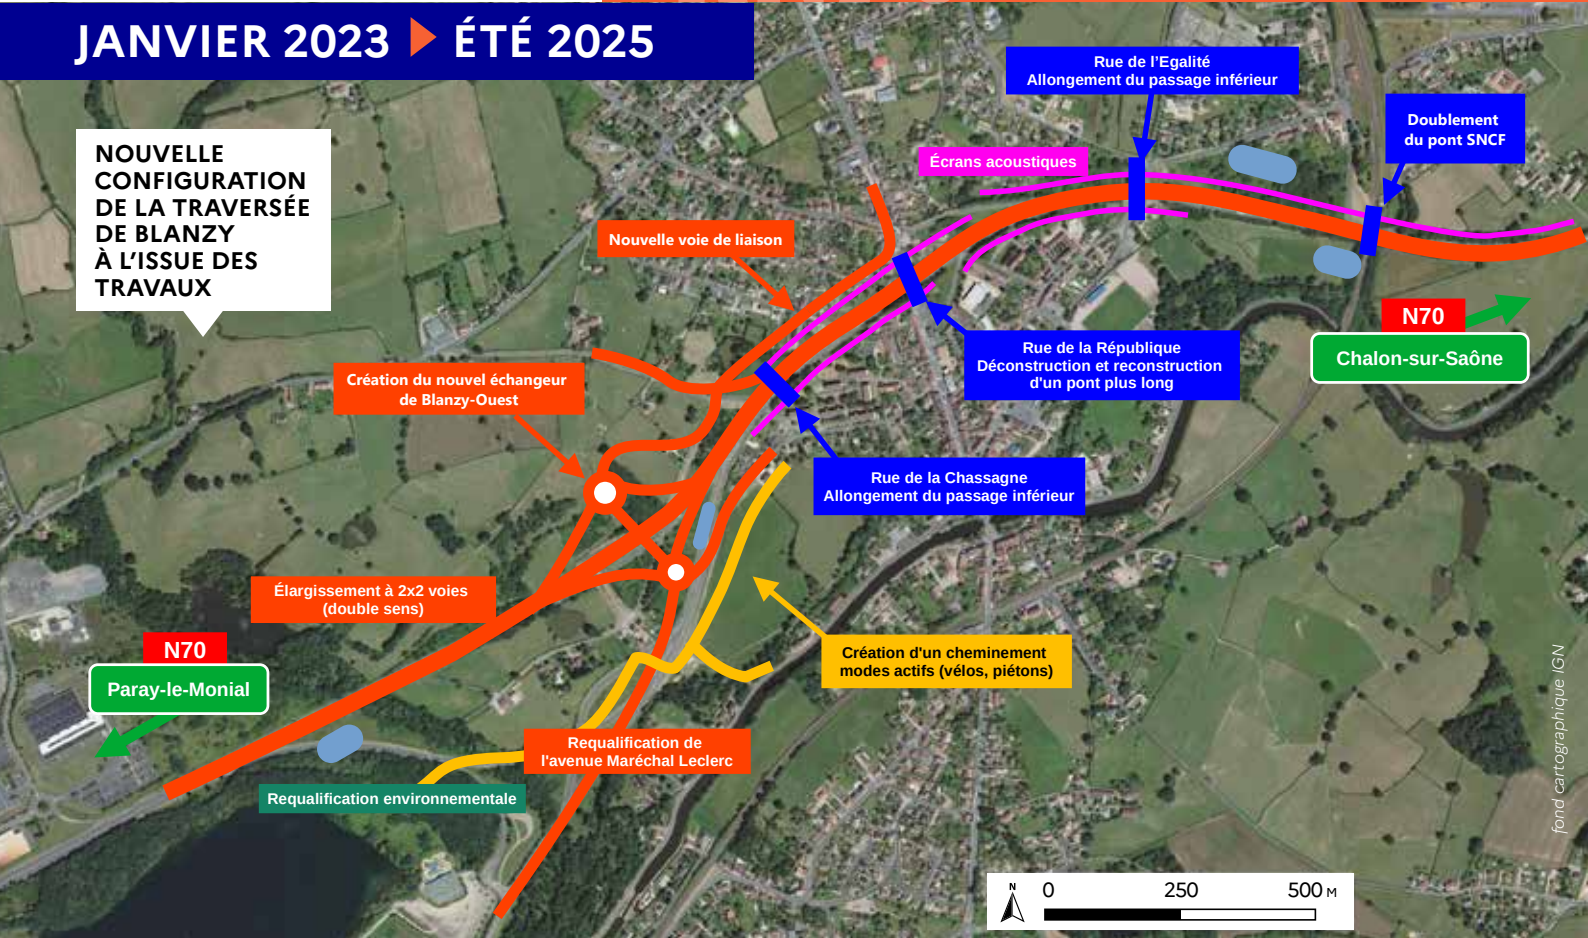 JANVIER 2023 ▶ ÉTÉ 2025
NOUVELLE
CONFIGURATION
DE LA TRAVERSÉE
DE BLANZY
À L'ISSUE DES
TRAVAUX
Rue de l'Egalité
Allongement du passage inférieur
Doublement
du pont SNCF
Écrans acoustiques
Nouvelle voie de liaison
N70
Chalon-sur-Saône
Rue de la République
Déconstruction et reconstruction
d'un pont plus long
Création du nouvel échangeur
de Blanzy-Ouest
Rue de la Chassagne
Allongement du passage inférieur
Élargissement à 2x2 voies
(double sens)
N70
Paray-le-Monial
Création d'un cheminement
modes actifs (vélos, piétons)
Requalification de
l'avenue Maréchal Leclerc
Requalification environnementale
fond cartographique IGN
N
0 250 500 M